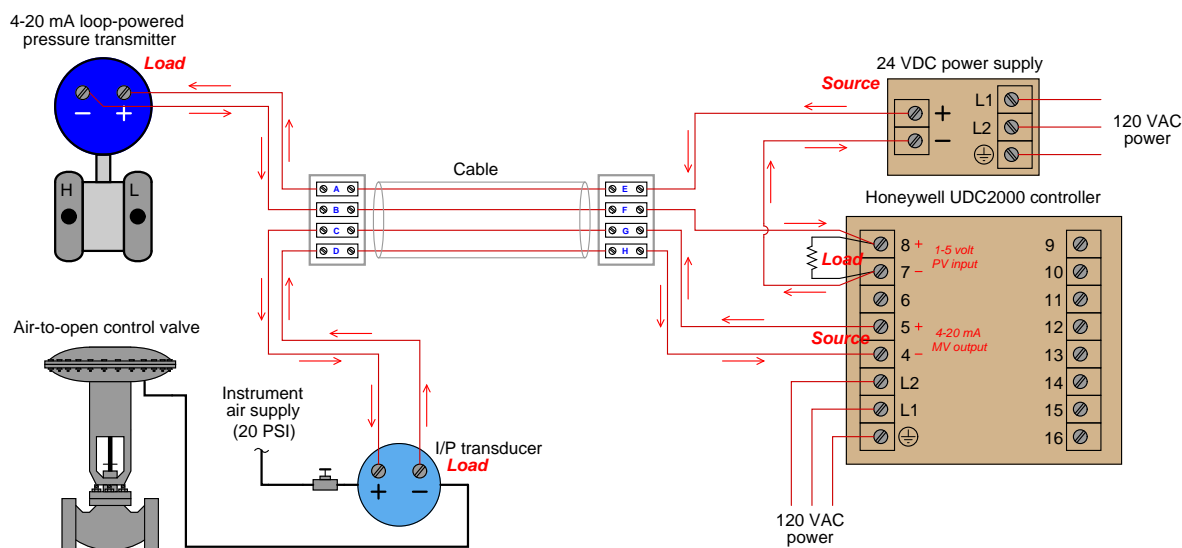 4-20 mA loop-powered
pressure transmitter
Load
− +
H L
Air-to-open control valve
Instrument
air supply
(20 PSI)
I/P transducer
Load
+ −
Cable
A
B
C
D
E
F
G
H
24 VDC power supply
Source
+
−
L1
L2
120 VAC
power
Honewell UDC2000 controller
8 +
7 −
6
5 +
4 −
L2
L1
1-5 volt
PV input
4-20 mA
MV output
Load
Source
9
10
11
12
13
14
15
16
120 VAC
power